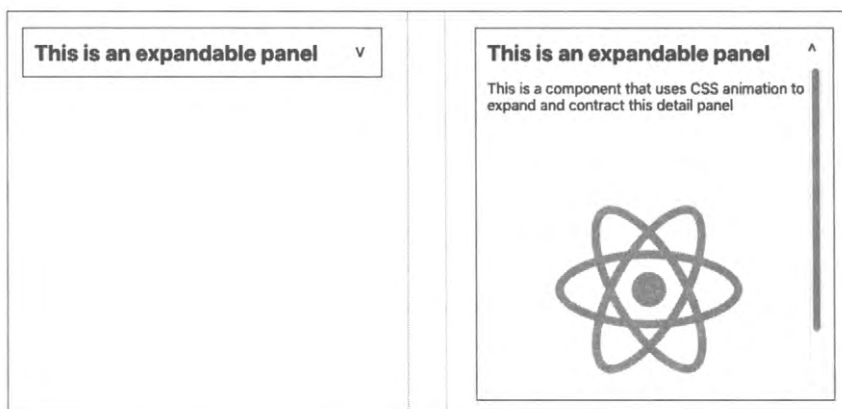 This is an expandable panel v
This is an expandable panel ^
This is a component that uses CSS animation to
expand and contract this detail panel